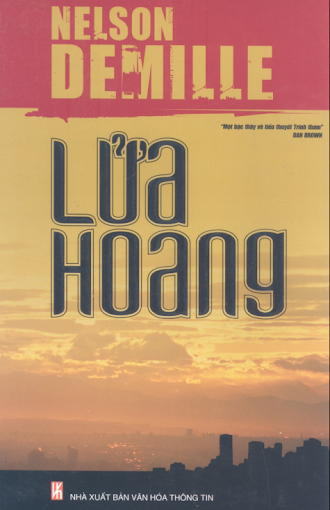 NELSON
DEMILLE
"Một bậc thầy về tiểu thuyết Trinh thám"
DAN BROWN
LỬA
HOANG
NHÀ XUẤT BẢN VĂN HÓA THÔNG TIN